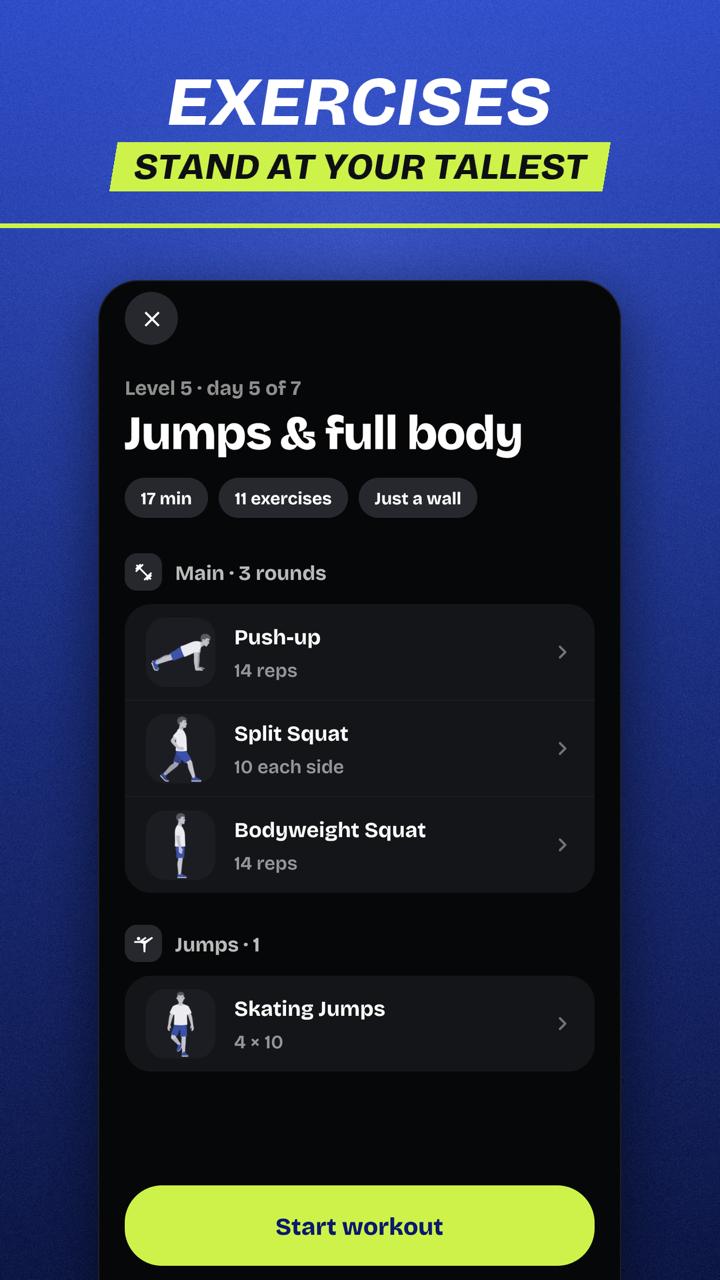 EXERCISES
STAND AT YOUR TALLEST
Level 5 · day 5 of 7
Jumps & full body
17 min
11 exercises
Just a wall
Main · 3 rounds
Push-up
14 reps
Split Squat
10 each side
Bodyweight Squat
14 reps
Jumps · 1
Skating Jumps
4 × 10
Start workout